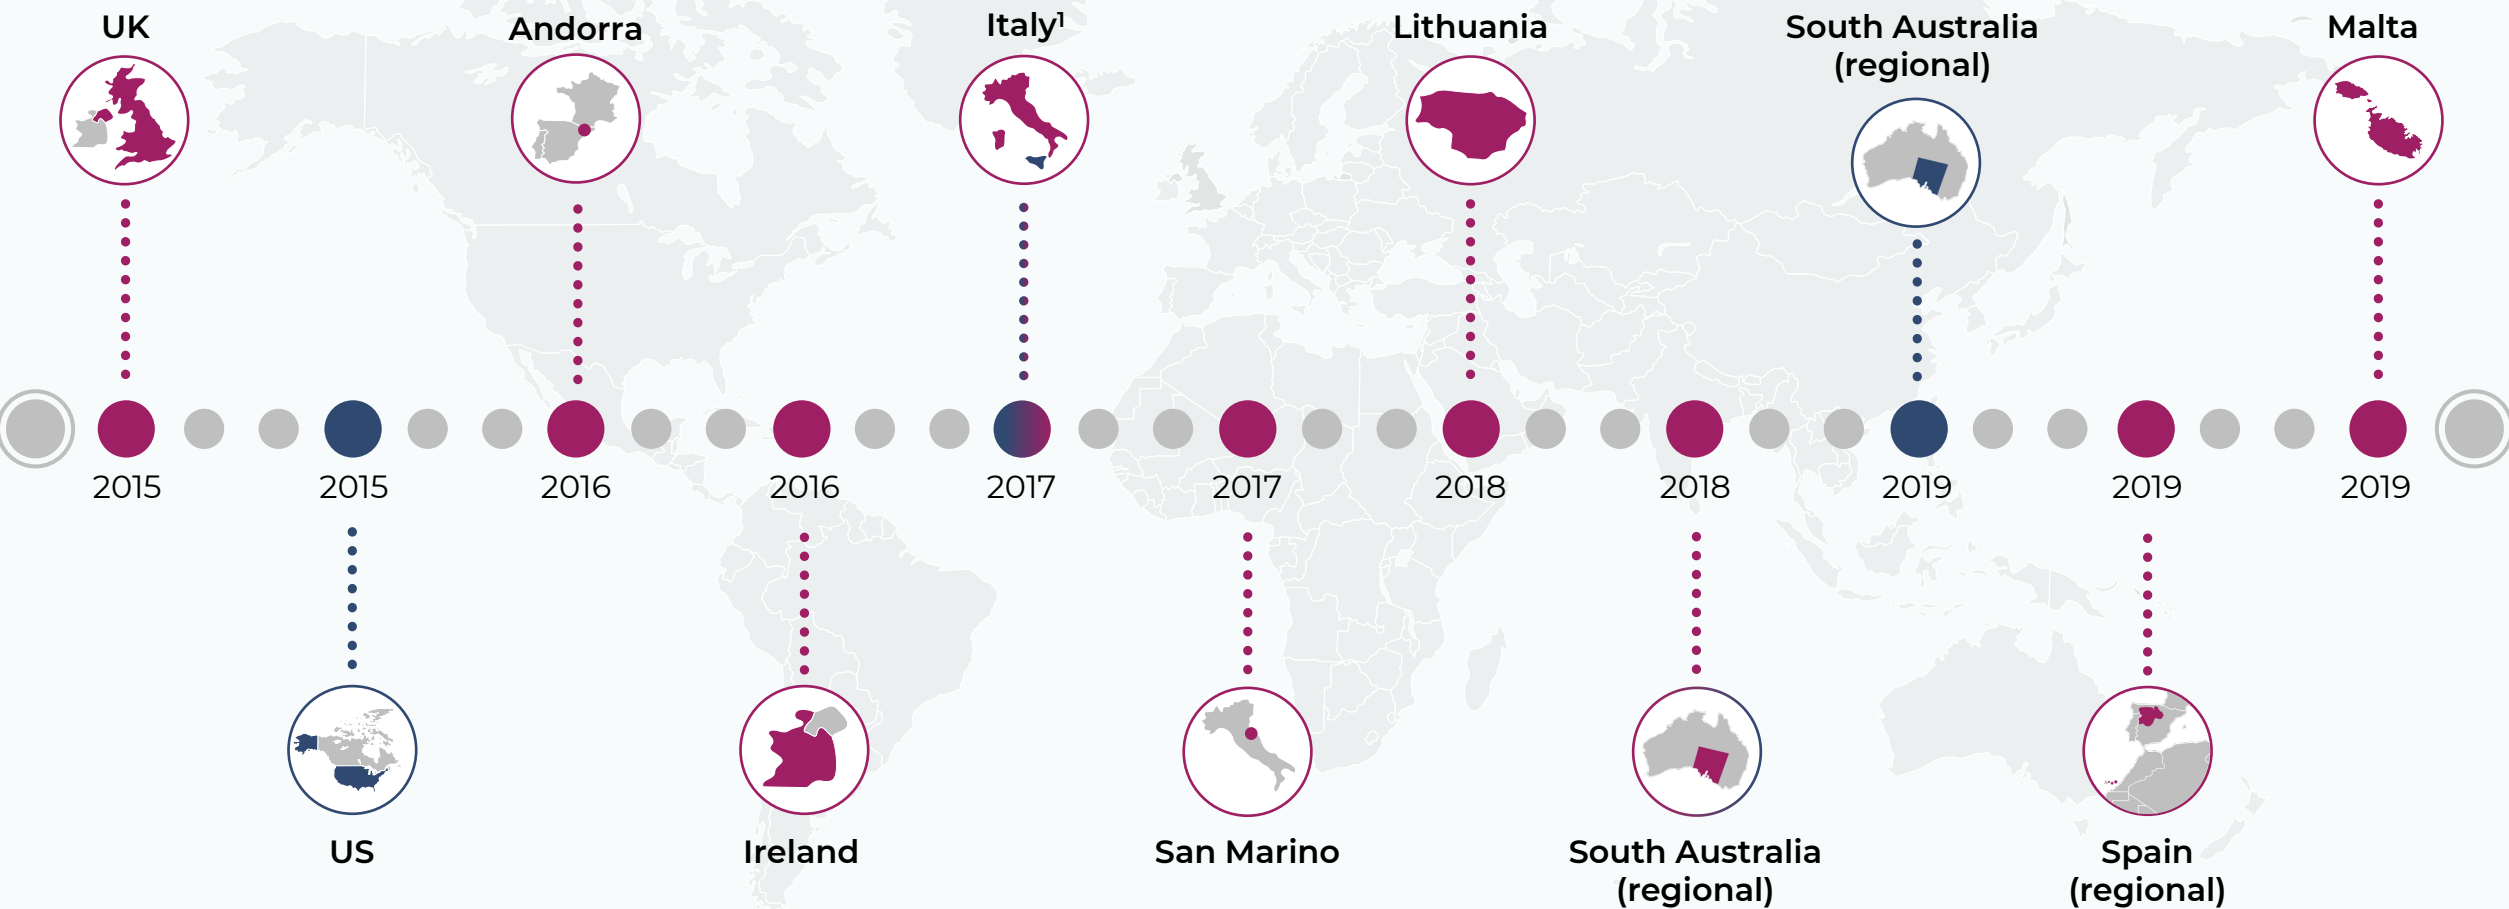 UK
Andorra
Italy¹
Lithuania
South Australia
(regional)
Malta
2015
2015
2016
2016
2017
2017
2018
2018
2019
2019
2019
US
Ireland
San Marino
South Australia
(regional)
Spain
(regional)